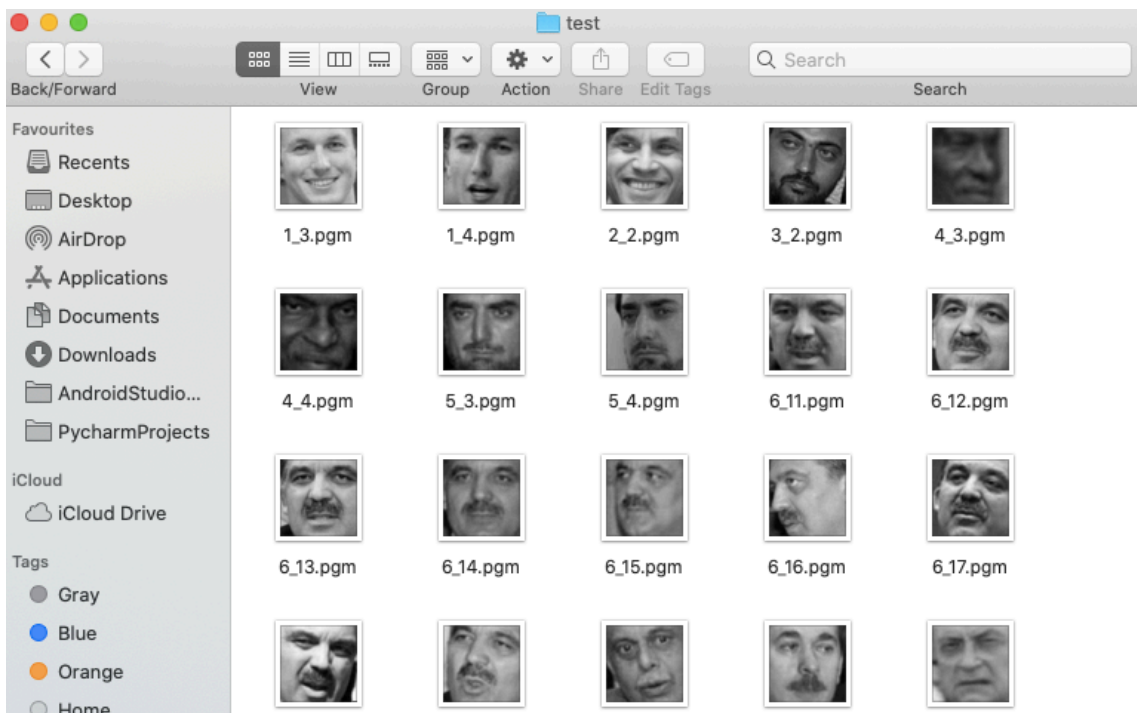 test
Search
Back/Forward
View
Group
Action
Share
Edit Tags
Search
Favourites
Recents
Desktop
AirDrop
Applications
Documents
Downloads
AndroidStudio...
PycharmProjects
iCloud
iCloud Drive
Tags
Gray
Blue
Orange
Home
1_3.pgm
1_4.pgm
2_2.pgm
3_2.pgm
4_3.pgm
4_4.pgm
5_3.pgm
5_4.pgm
6_11.pgm
6_12.pgm
6_13.pgm
6_14.pgm
6_15.pgm
6_16.pgm
6_17.pgm